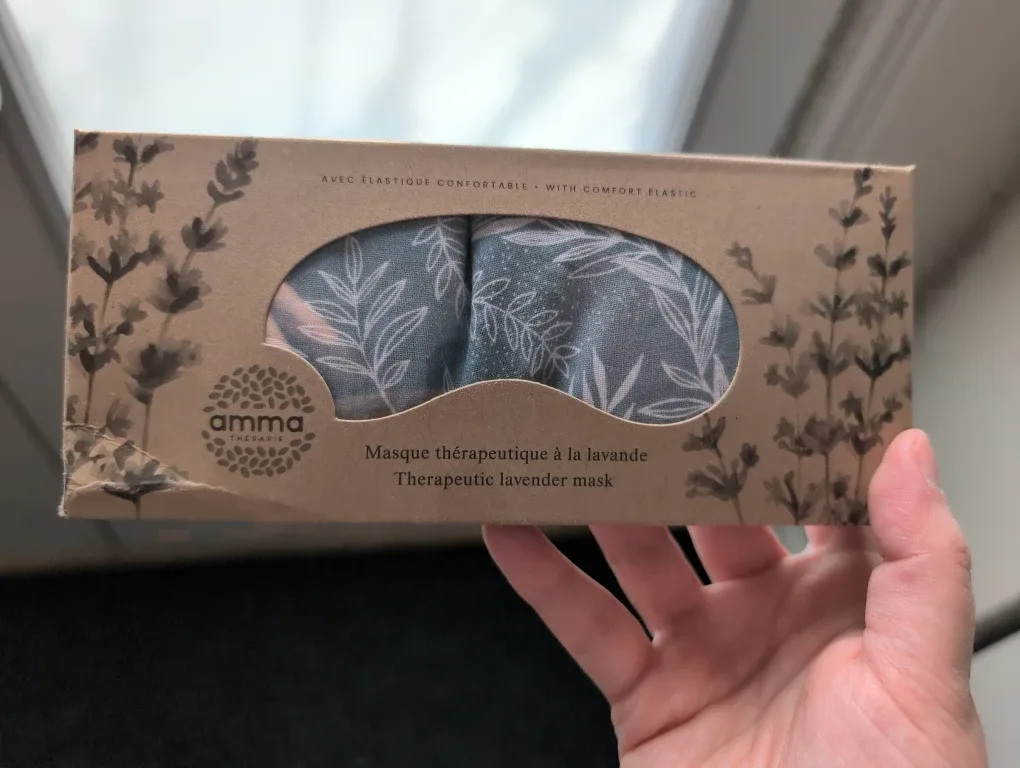 AVEC ÉLASTIQUE CONFORTABLE • WITH COMFORT ELASTIC
amma
THÉRAPIE
Masque thérapeutique à la lavande
Therapeutic lavender mask